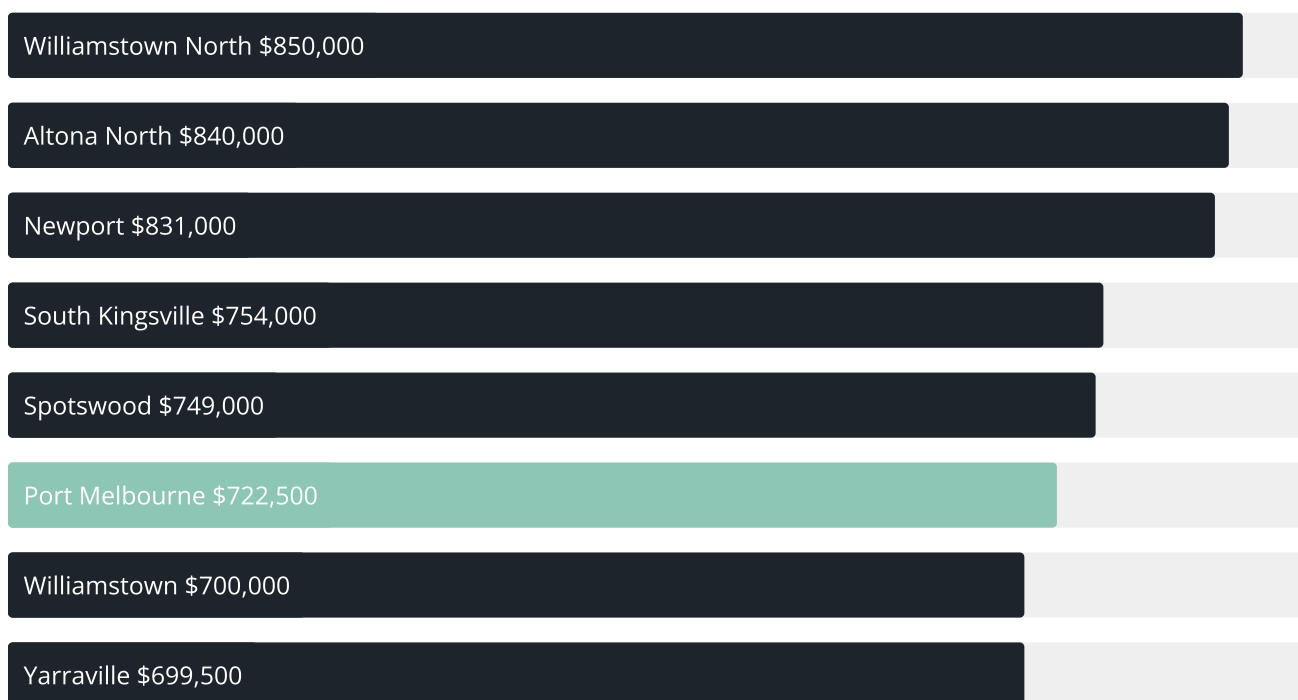 Williamstown North $850,000
Altona North $840,000
Newport $831,000
South Kingsville $754,000
Spotswood $749,000
Port Melbourne $722,500
Williamstown $700,000
Yarraville $699,500